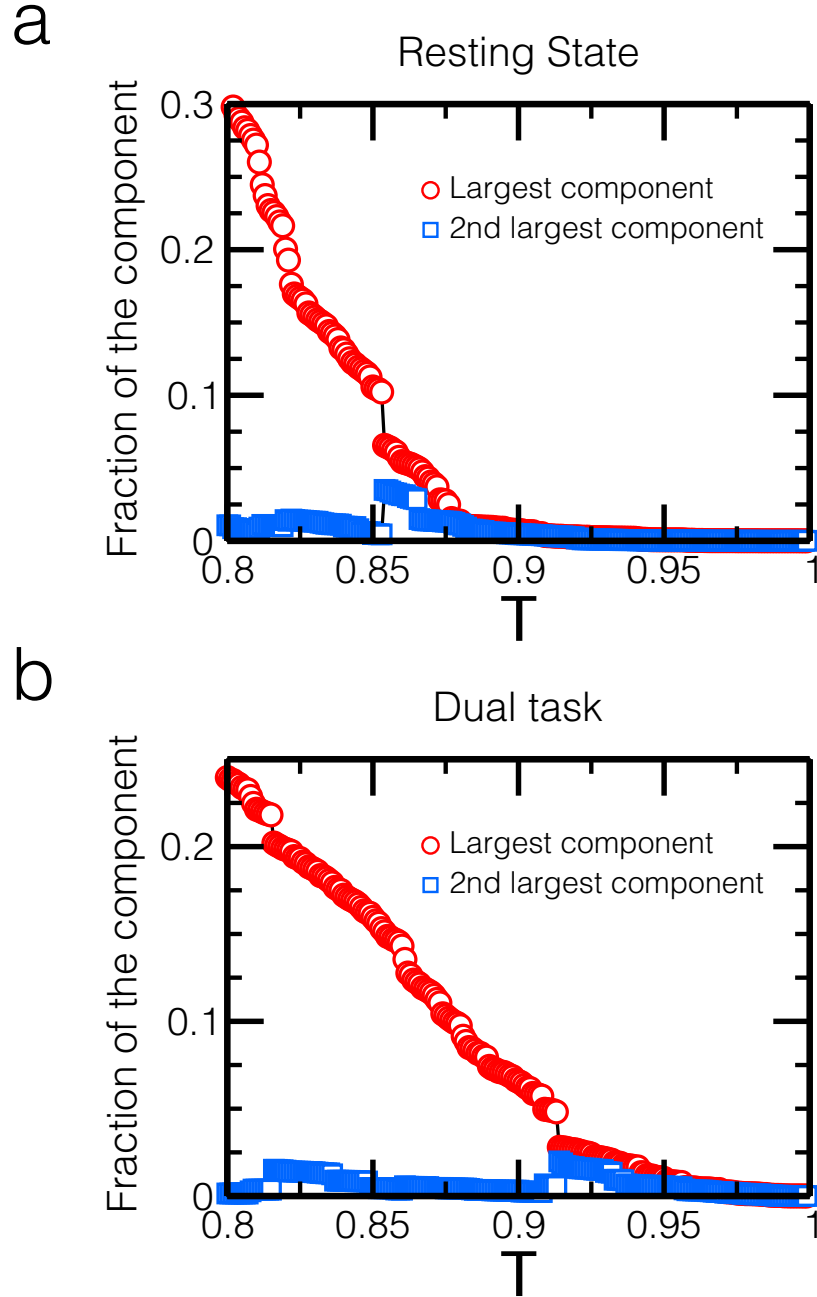 a
Resting State
Fraction of the component
0.3
0.2
0.1
0
Largest component
2nd largest component
0.8 0.85 0.9 0.95 1
T
b
Dual task
Fraction of the component
0.2
0.1
0
Largest component
2nd largest component
0.8 0.85 0.9 0.95 1
T